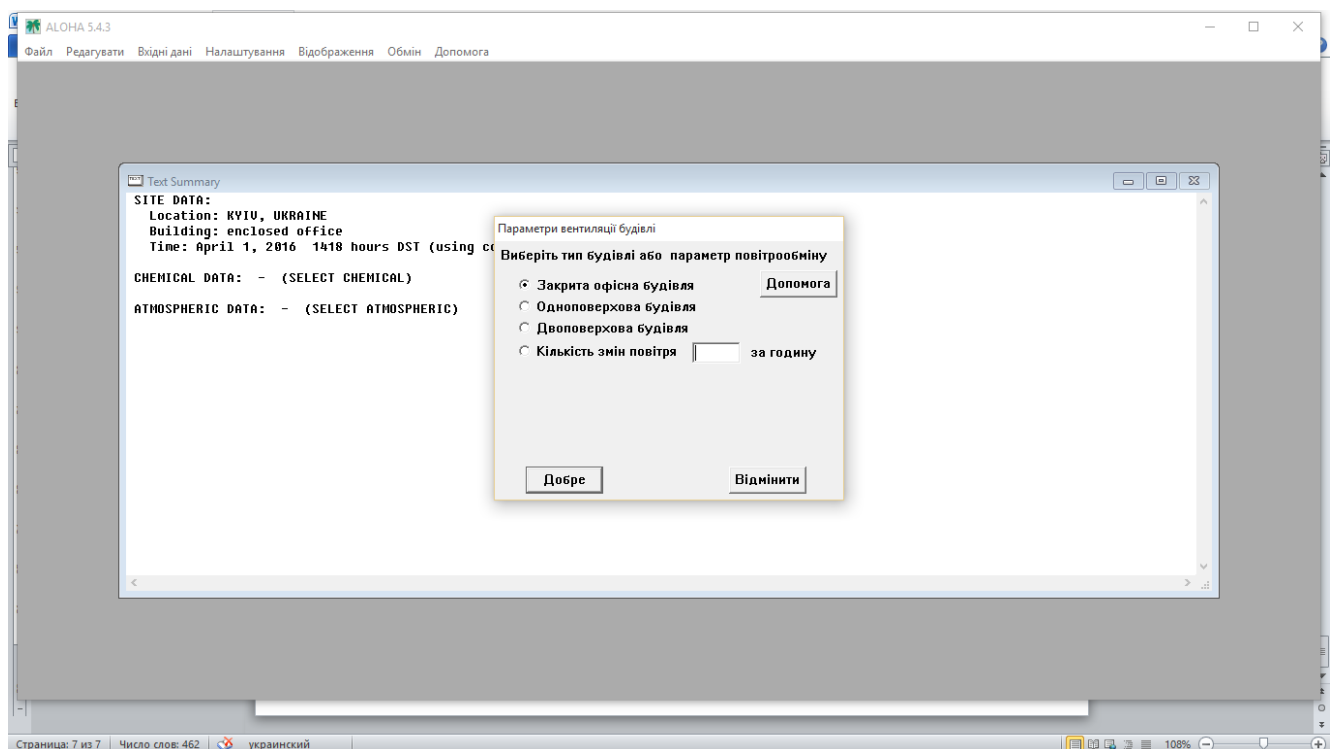 ALOHA 5.4.3
Файл Редагувати Вхідні дані Налаштування Відображення Обмін Допомога
Text Summary
SITE DATA:
Location: KYIV, UKRAINE
Building: enclosed office
Time: April 1, 2016 1418 hours DST (using
CHEMICAL DATA: - (SELECT CHEMICAL)
ATMOSPHERIC DATA: - (SELECT ATMOSPHERIC)
Параметри вентиляції будівлі
Виберіть тип будівлі або параметр повітрообміну
Закрита офісна будівля
Допомога
Одноповерхова будівля
Двоповерхова будівля
Кількість змін повітря за годину
Добре Відмінити
Страница: 7 из 7 Число слов: 462 украинский 108%